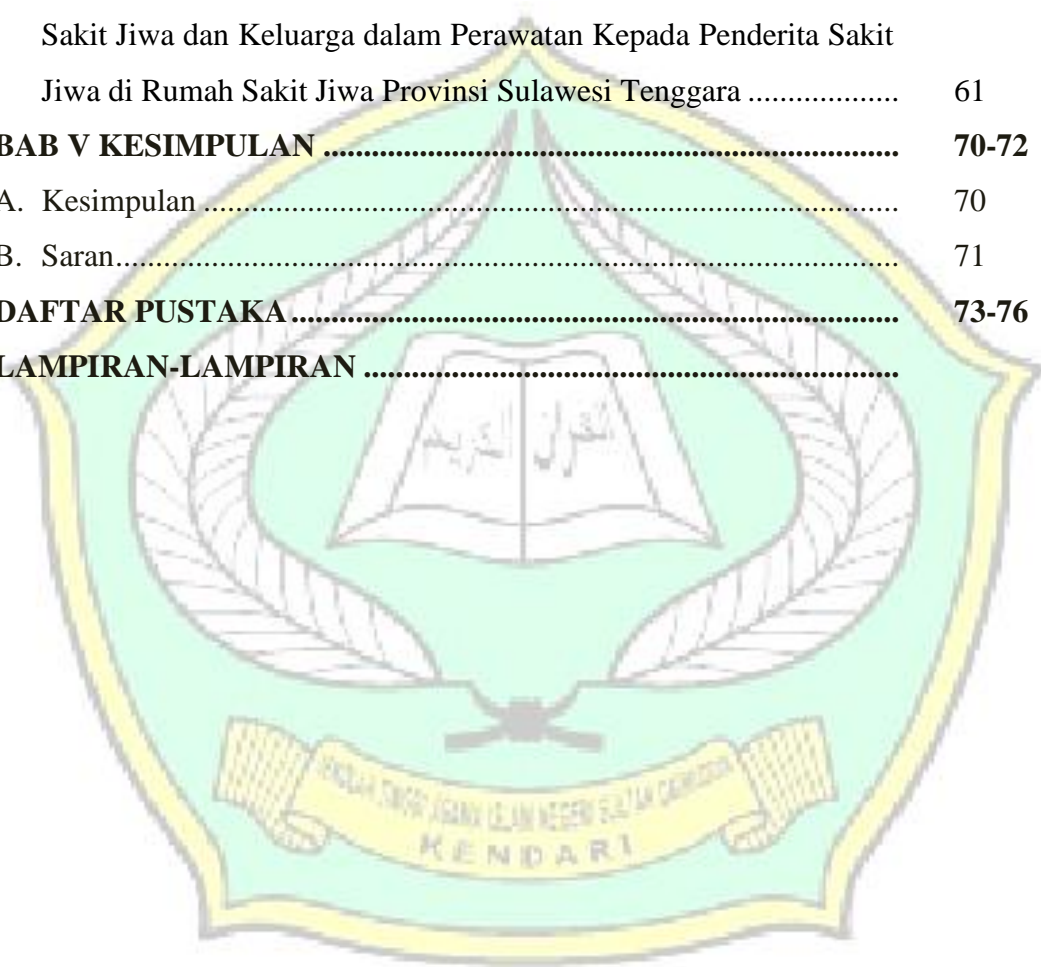 Sakit Jiwa dan Keluarga dalam Perawatan Kepada Penderita Sakit
Jiwa di Rumah Sakit Jiwa Provinsi Sulawesi Tenggara ................... 61
BAB V KESIMPULAN ...................................................................... 70-72
A. Kesimpulan ..................................................................................... 70
B. Saran................................................................................................ 71
DAFTAR PUSTAKA.......................................................................... 73-76
LAMPIRAN-LAMPIRAN ..................................................................
KENDARI